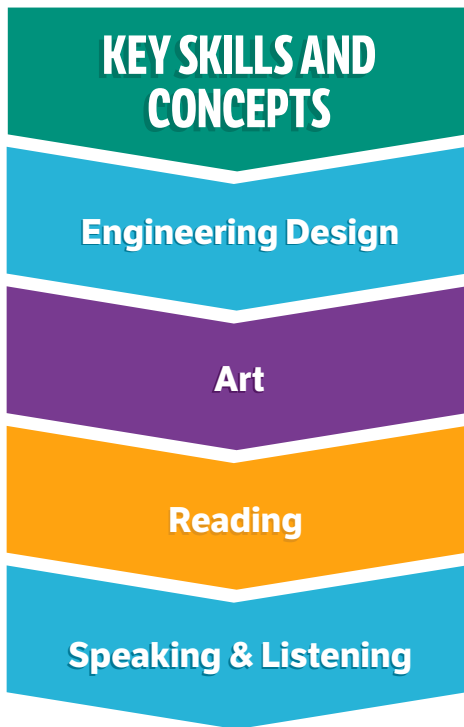 KEY SKILLS AND
CONCEPTS
Engineering Design
Art
Reading
Speaking & Listening